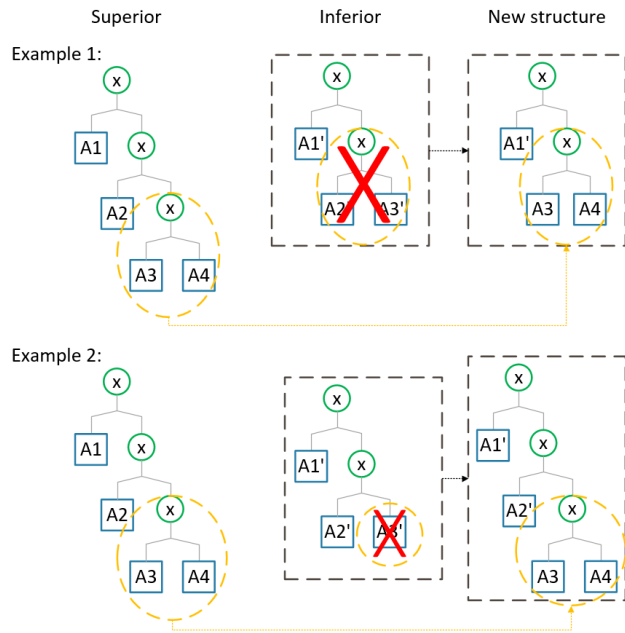 Superior Inferior New structure
Example 1:
x x x
A1 x A1' x A1' x
A2 x A2 A3' A3 A4
A3 A4
Example 2:
x x x
A1 x A1' x A1' x
A2 x A2' A3' A2' x
A3 A4 A3 A4